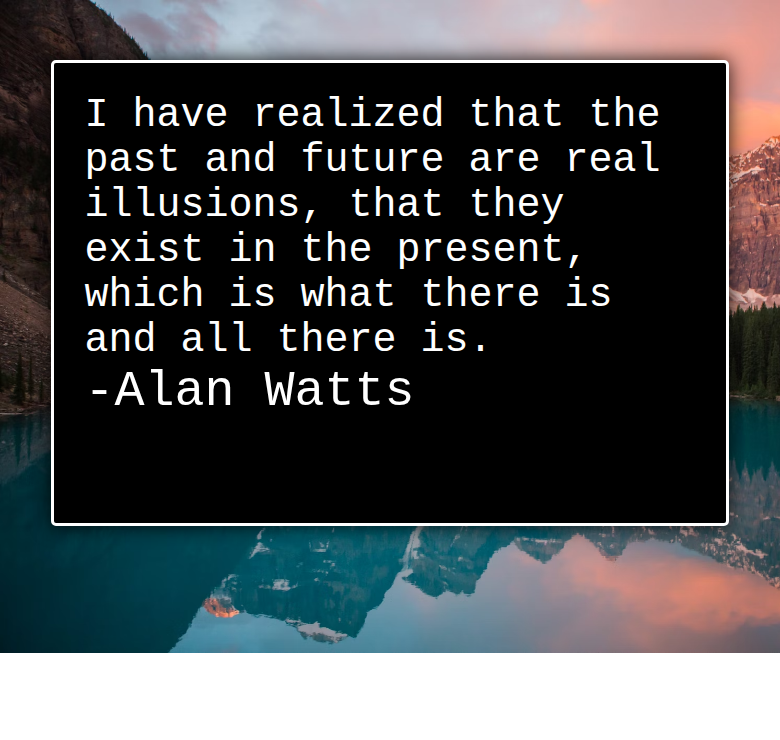 I have realized that the
past and future are real
illusions, that they
exist in the present,
which is what there is
and all there is.
-Alan Watts